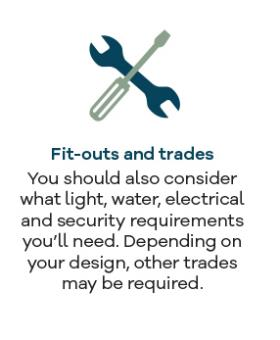 Fit-outs and trades
You should also consider
what light, water, electrical
and security requirements
you'll need. Depending on
your design, other trades
may be required.